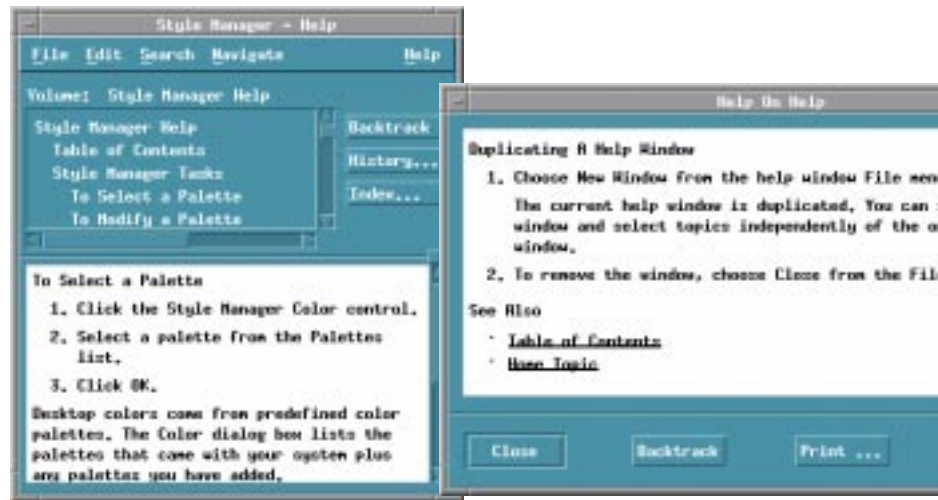 Style Manager - Help
File Edit Search Navigate Help
Volume: Style Manager Help
Style Manager Help
Table of Contents
Style Manager Tasks
To Select a Palette
To Modify a Palette
Backtrack
History...
Index...
To Select a Palette
1. Click the Style Manager Color control.
2. Select a palette from the Palettes
list.
3. Click OK.
Desktop colors come from predefined color
palettes. The Color dialog box lists the
palettes that came with your system plus
any palettes you have added.
Help On Help
Duplicating A Help Window
1. Choose New Window from the help window File men
The current help window is duplicated. You can
window and select topics independently of the o
window.
2. To remove the window, choose Close from the Fil
See Also
· Table of Contents
· Home Topic
Close Backtrack Print ...